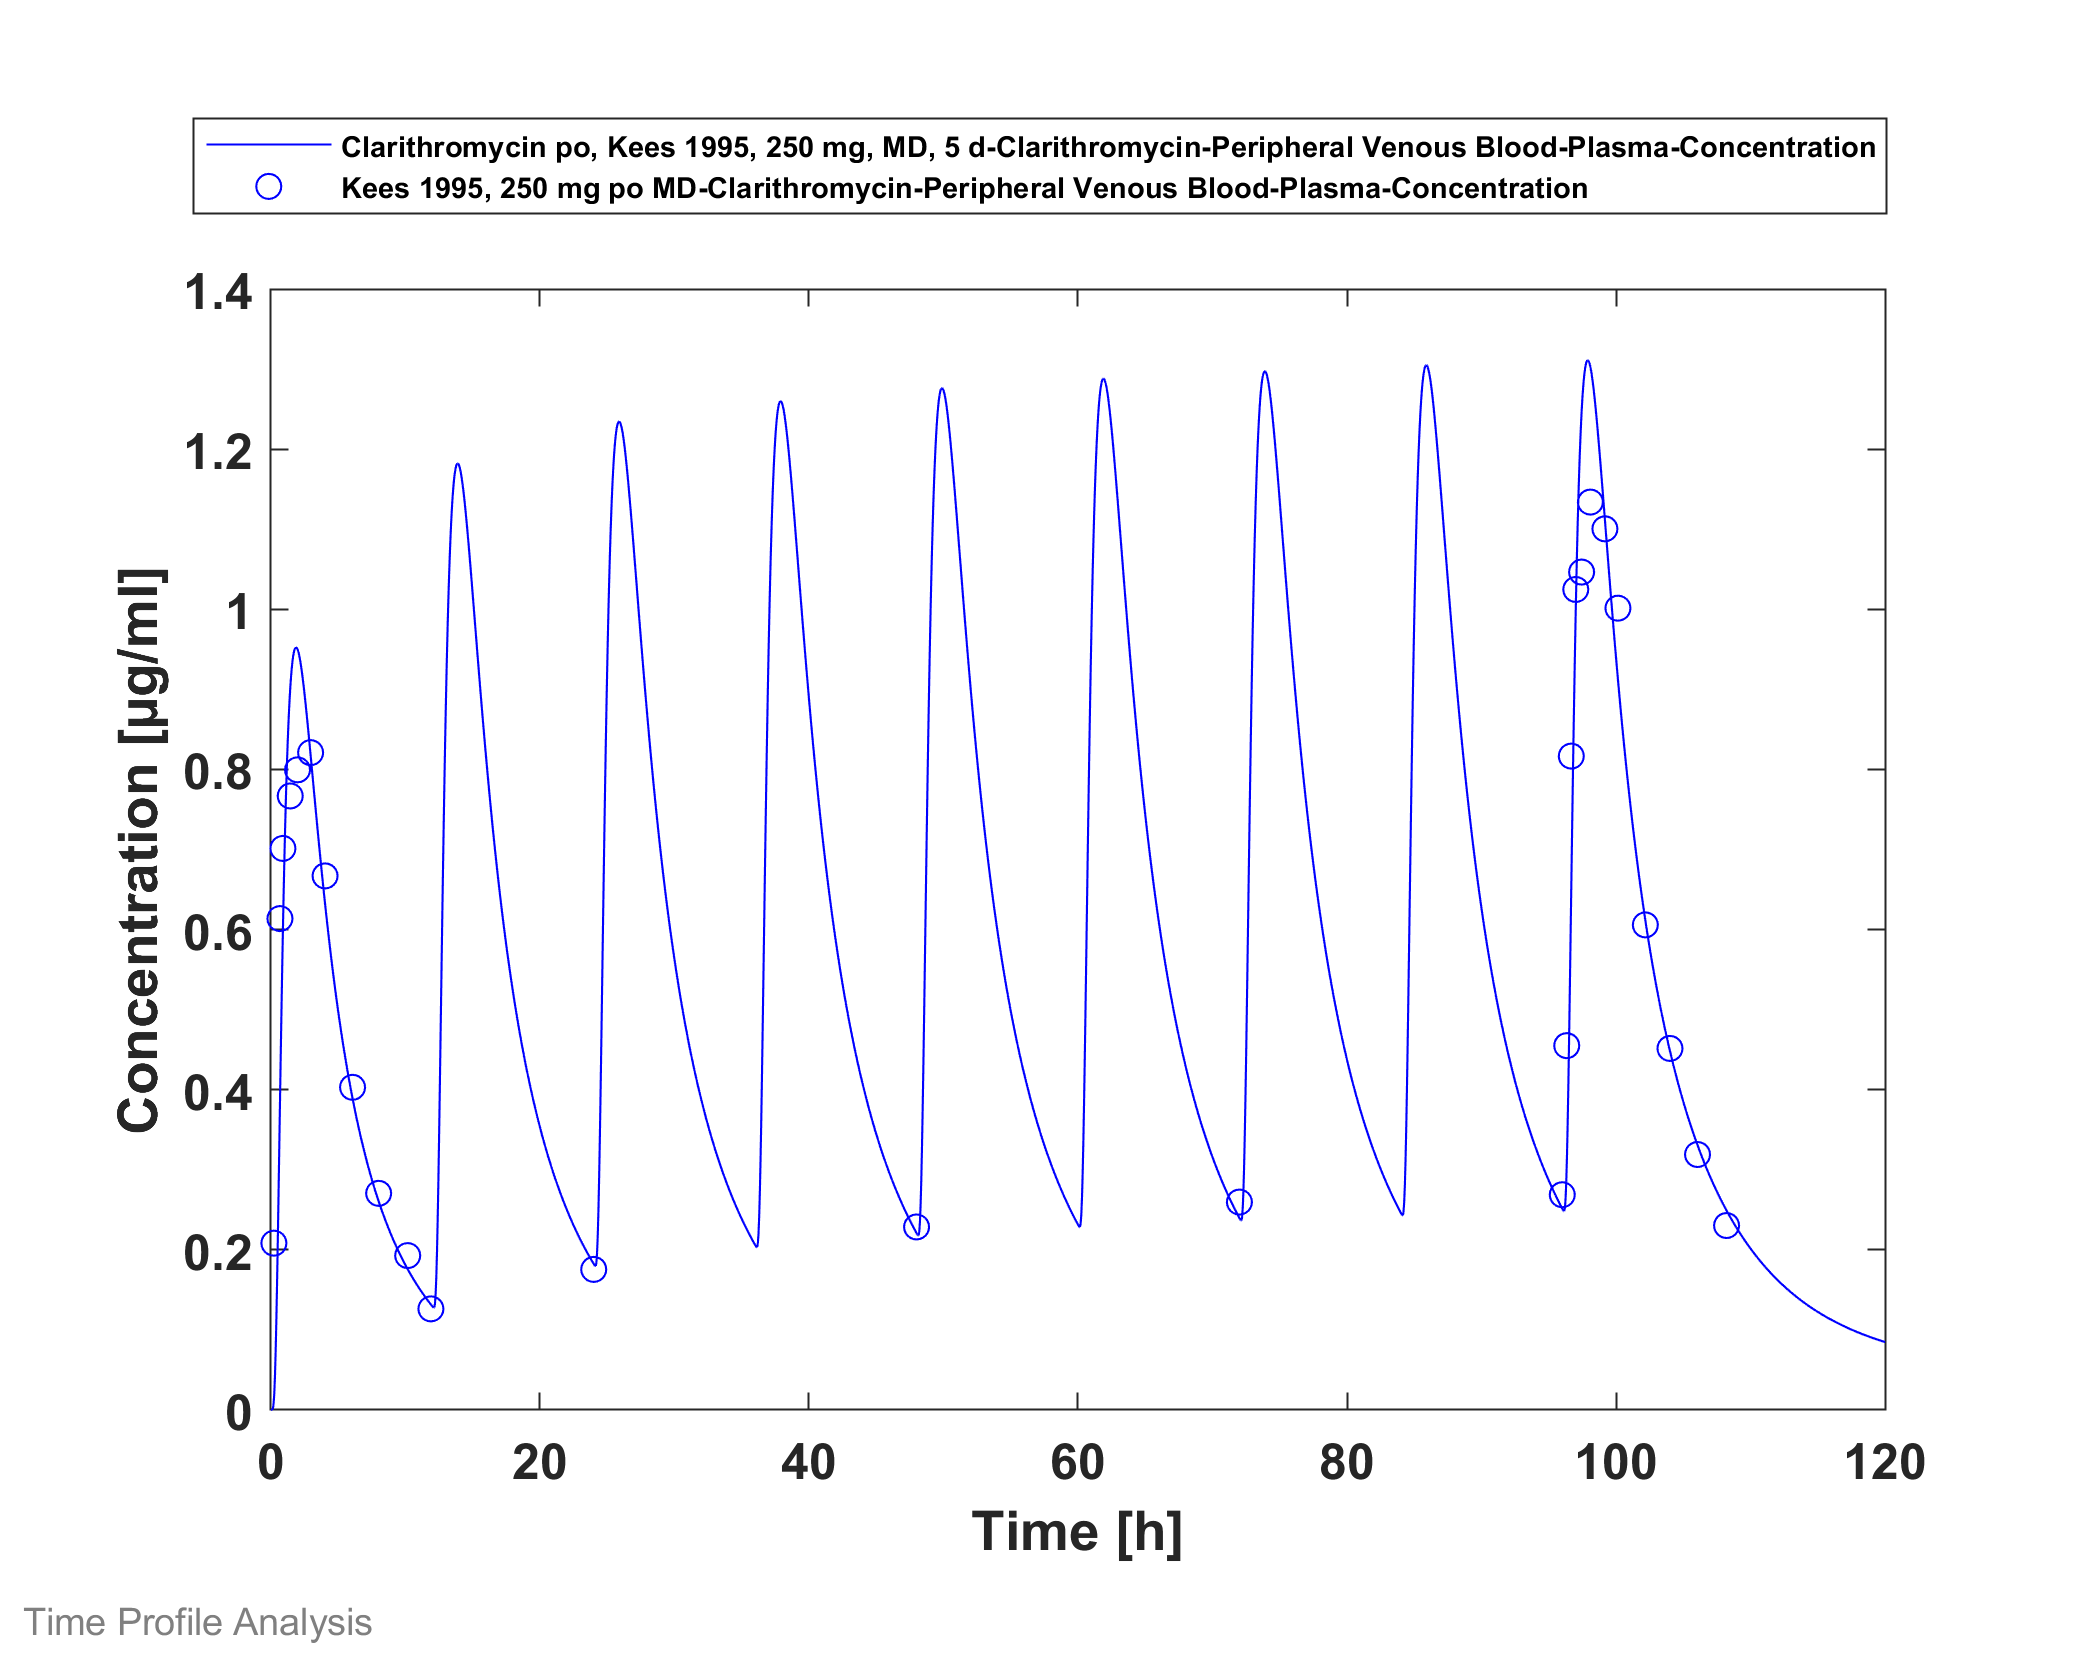 Clarithromycin po, Kees 1995, 250 mg, MD, 5 d-Clarithromycin-Peripheral Venous Blood-Plasma-Concentration
Kees 1995, 250 mg po MD-Clarithromycin-Peripheral Venous Blood-Plasma-Concentration
1.4
1.2
1
0.8
0.6
0.4
0.2
0
Concentration [µg/ml]
0 20 40 60 80 100 120
Time [h]
Time Profile Analysis